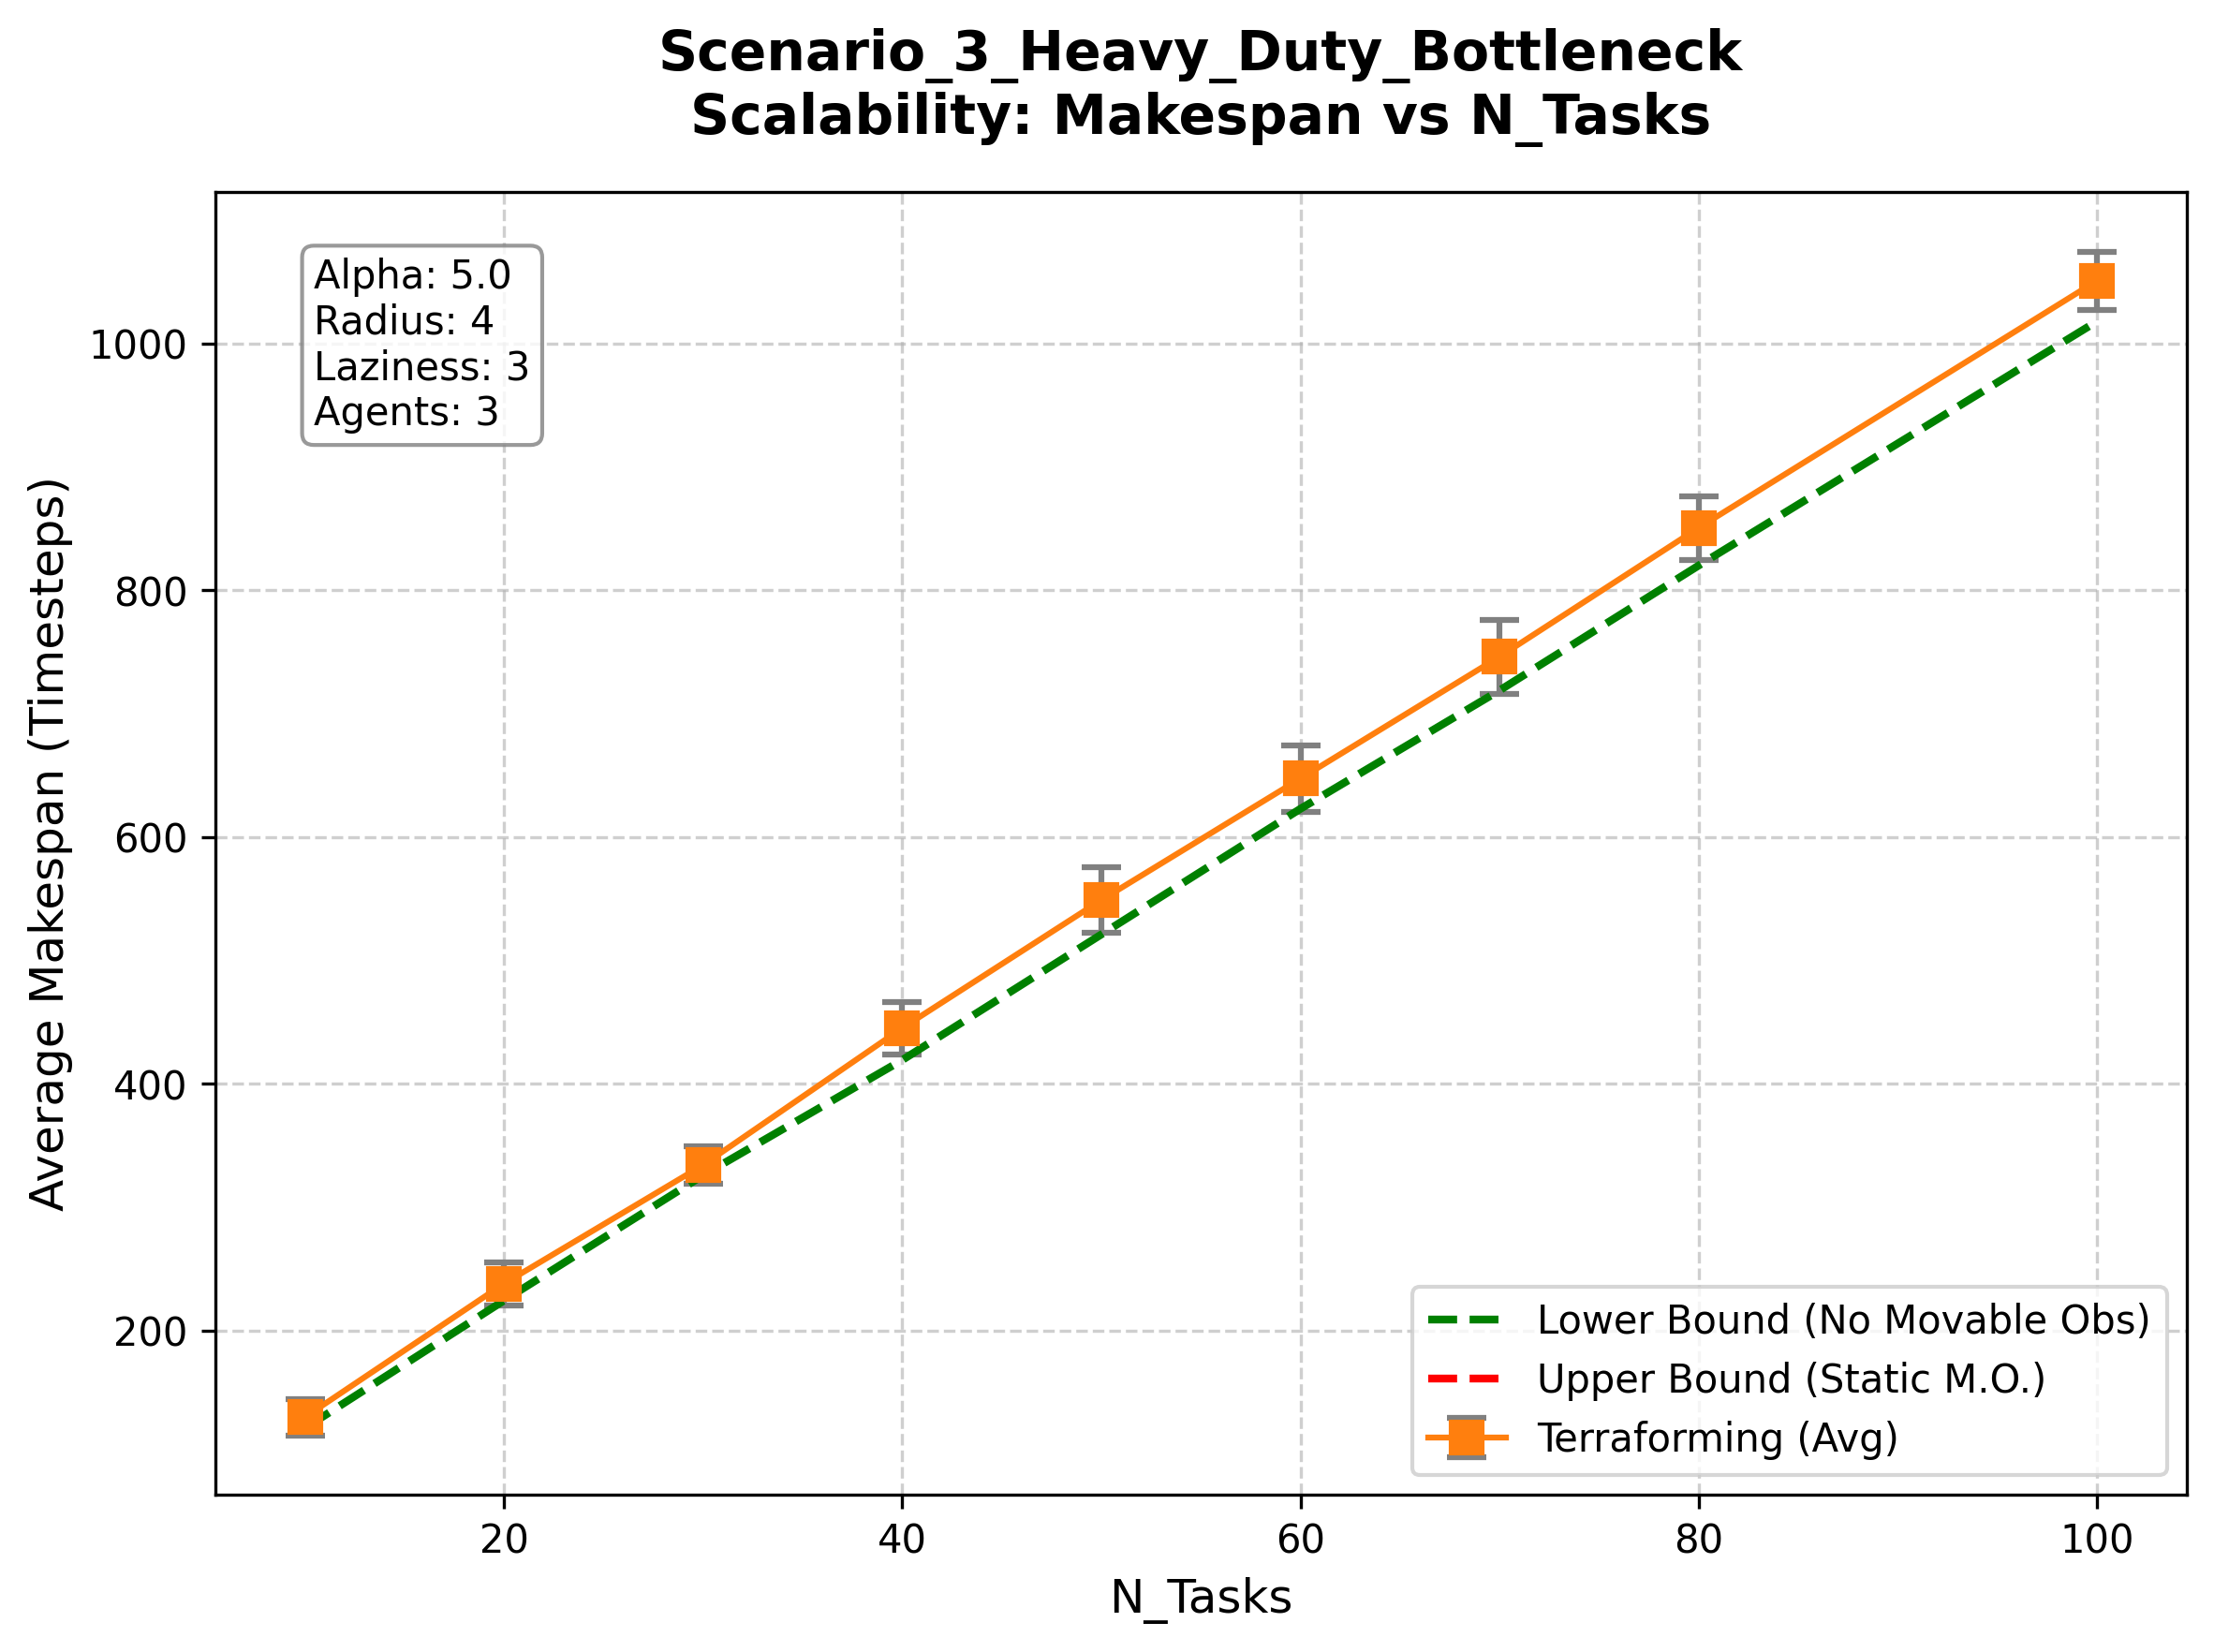 Scenario_3_Heavy_Duty_Bottleneck
Scalability: Makespan vs N_Tasks
Alpha: 5.0
Radius: 4
Laziness: 3
Agents: 3
Average Makespan (Timesteps)
1000
800
600
400
200
Lower Bound (No Movable Obs)
Upper Bound (Static M.O.)
Terraforming (Avg)
20
40
60
80
100
N_Tasks